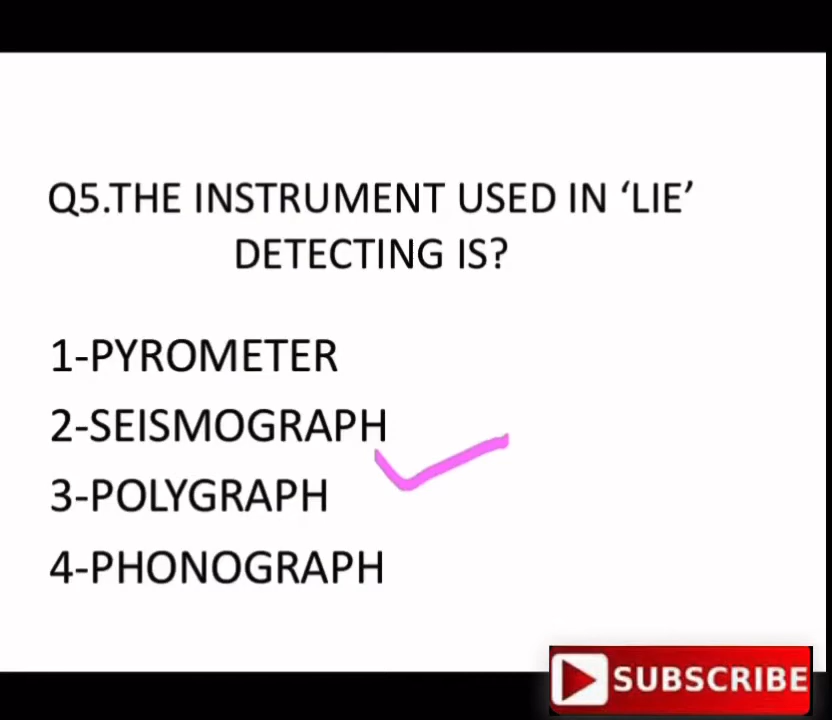 Q5.THE INSTRUMENT USED IN ‘LIE’
DETECTING IS?
1-PYROMETER
2-SEISMOGRAPH
3-POLYGRAPH
4-PHONOGRAPH
SUBSCRIBE